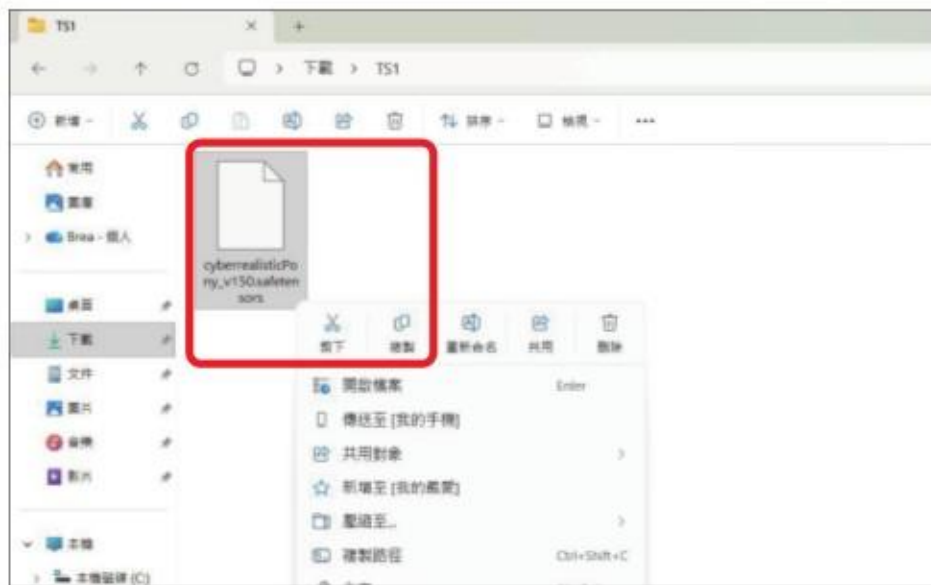 TS1
下載 > TS1
新增
排序
檢視
常用
圖庫
Brea - 個人
cyberrealisticPo
ny_v150.safeten
sors
桌面
下載
文件
圖片
音樂
影片
本機
本機磁碟 (C:)
剪下
複製
重新命名
共用
刪除
開啟檔案 Enter
傳送至 [我的手機]
共用對象
新增至 [我的最愛]
壓縮至...
複製路徑 Ctrl+Shift+C